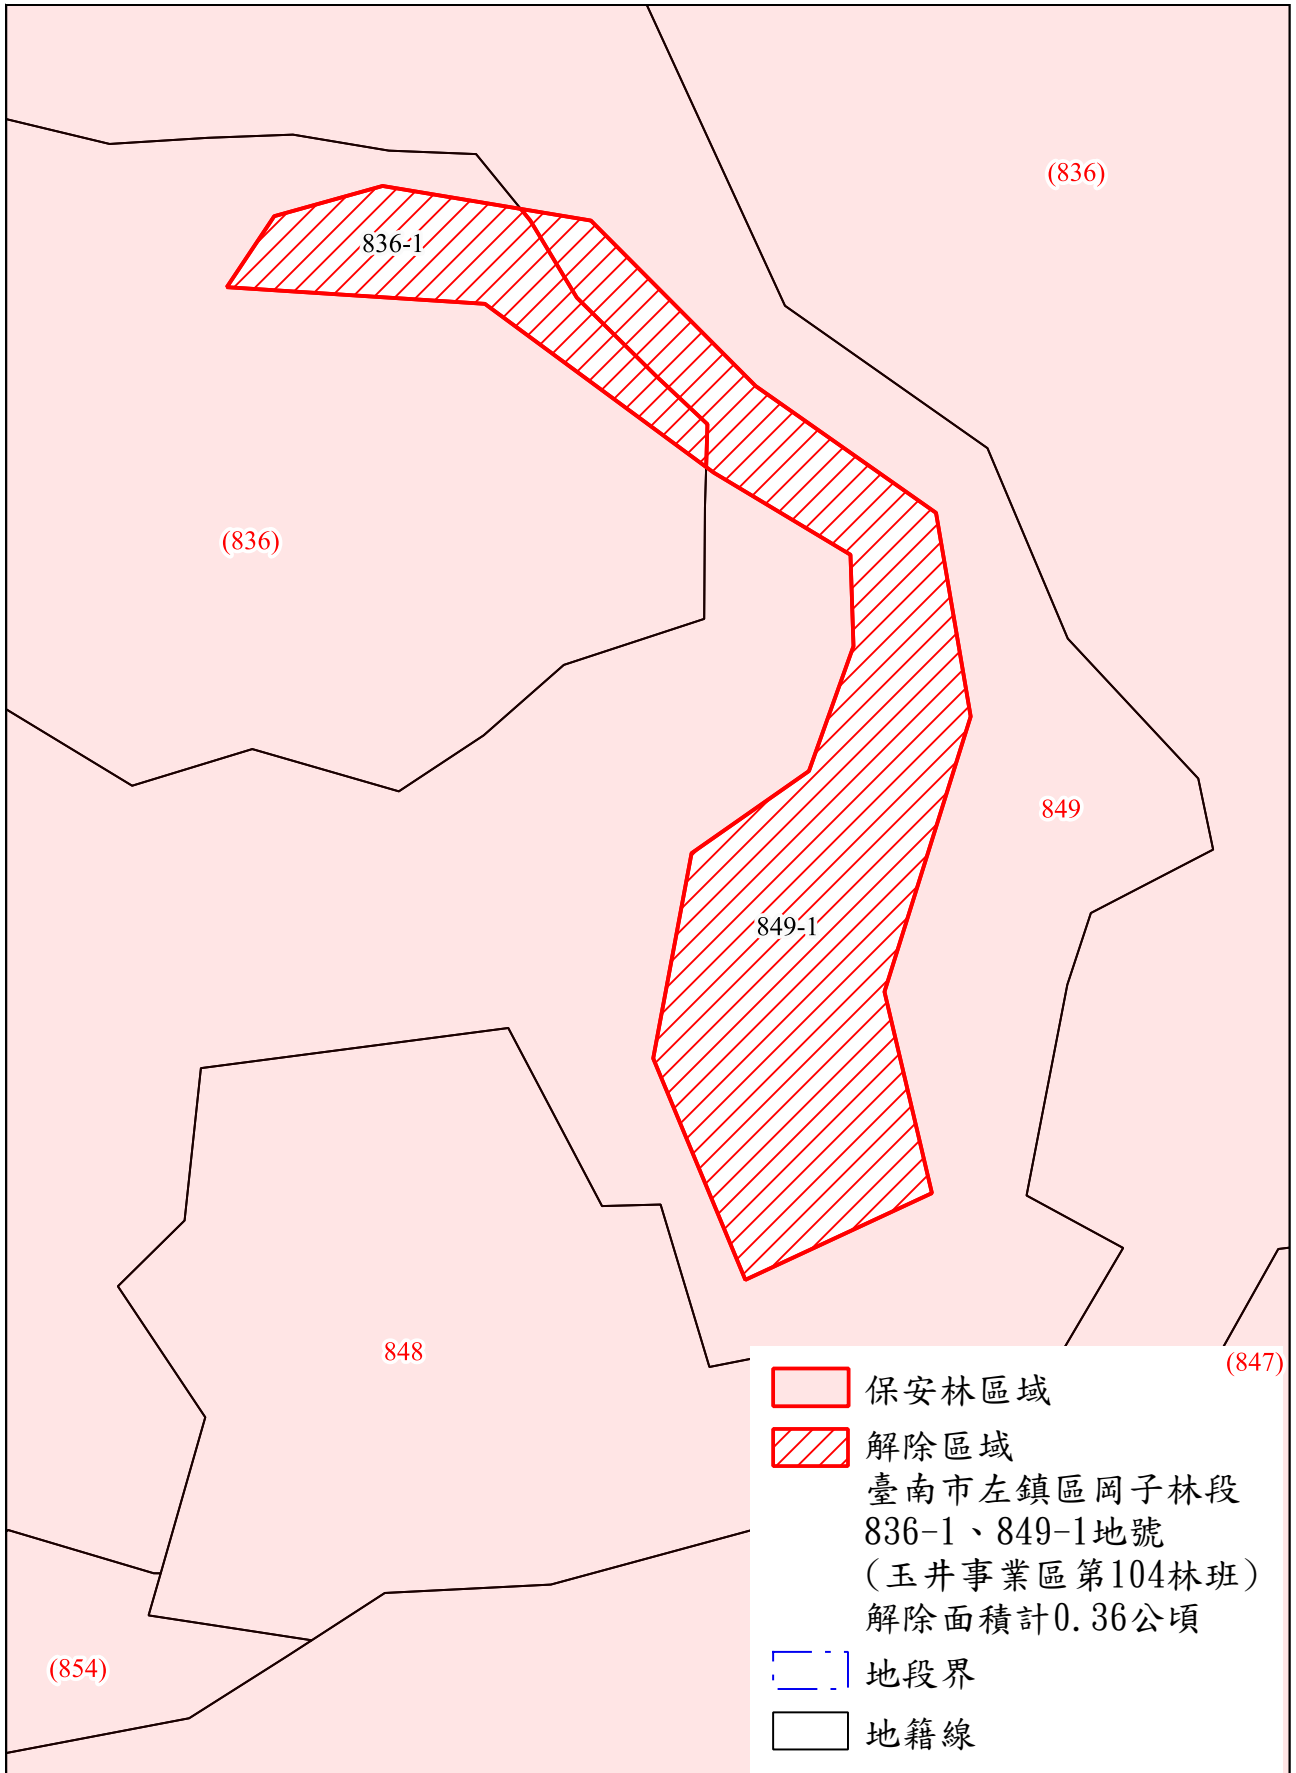 (836)
836-1
(836)
849
849-1
848
(847)
保安林區域
解除區域
臺南市左鎮區岡子林段
836-1、849-1地號
(玉井事業區第104林班)
解除面積計0.36公頃
(854)
地段界
地籍線